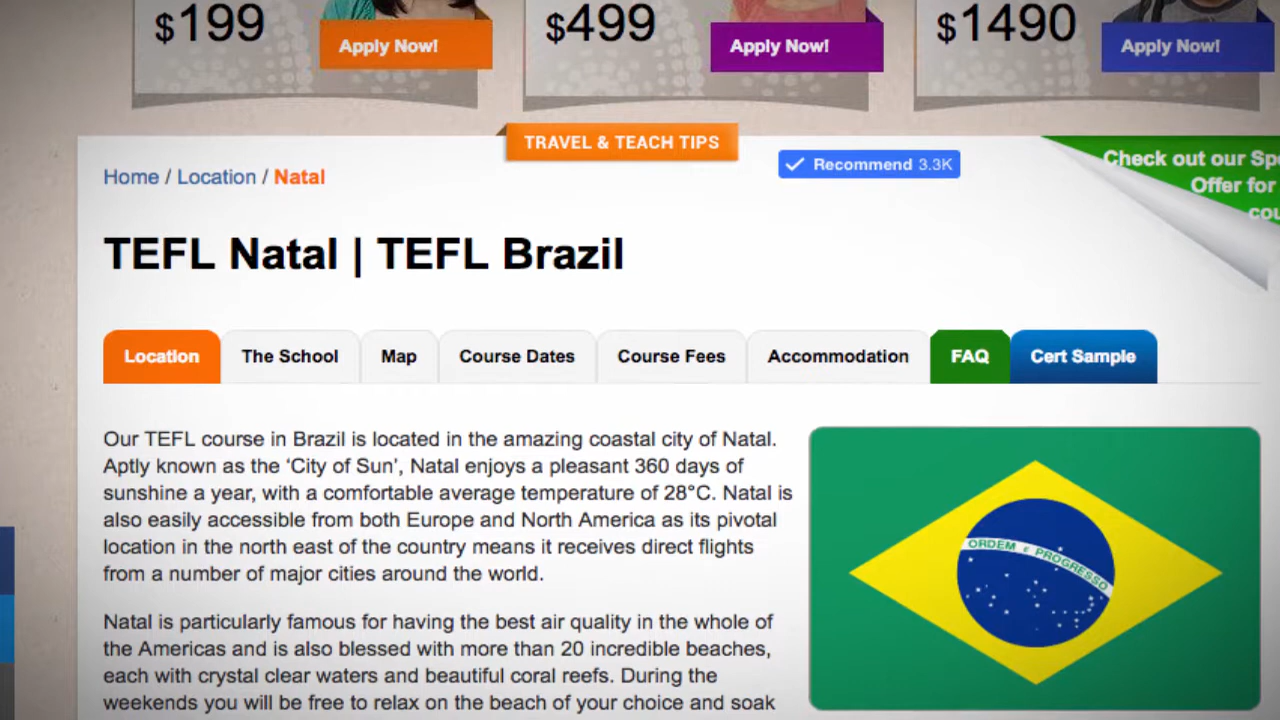 $199
Apply Now!
$499
Apply Now!
$1490
Apply Now!
TRAVEL & TEACH TIPS
Home / Location / Natal
Recommend 3.3K
Check out our
Offer for
TEFL Natal | TEFL Brazil
Location
The School
Map
Course Dates
Course Fees
Accommodation
FAQ
Cert Sample
Our TEFL course in Brazil is located in the amazing coastal city of Natal.
Aptly known as the ‘City of Sun’, Natal enjoys a pleasant 360 days of
sunshine a year, with a comfortable average temperature of 28°C. Natal is
also easily accessible from both Europe and North America as its pivotal
location in the north east of the country means it receives direct flights
from a number of major cities around the world.
ORDEM E PROGRESSO
Natal is particularly famous for having the best air quality in the whole of
the Americas and is also blessed with more than 20 incredible beaches,
each with crystal clear waters and beautiful coral reefs. During the
weekends you will be free to relax on the beach of your choice and soak